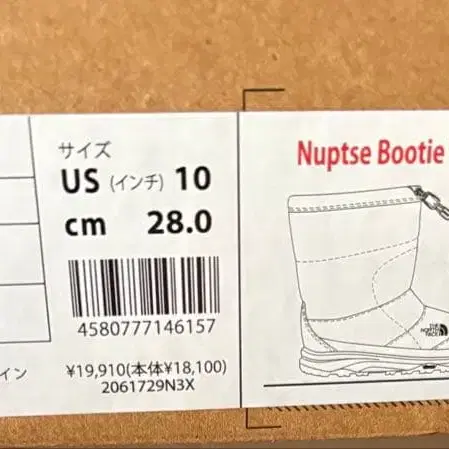 サイズ
US (インチ) 10
cm 28.0
4580777146157
イン
¥19,910(本体¥18,100)
2061729N3X
Nuptse Bootie
THE
NORTH
FACE